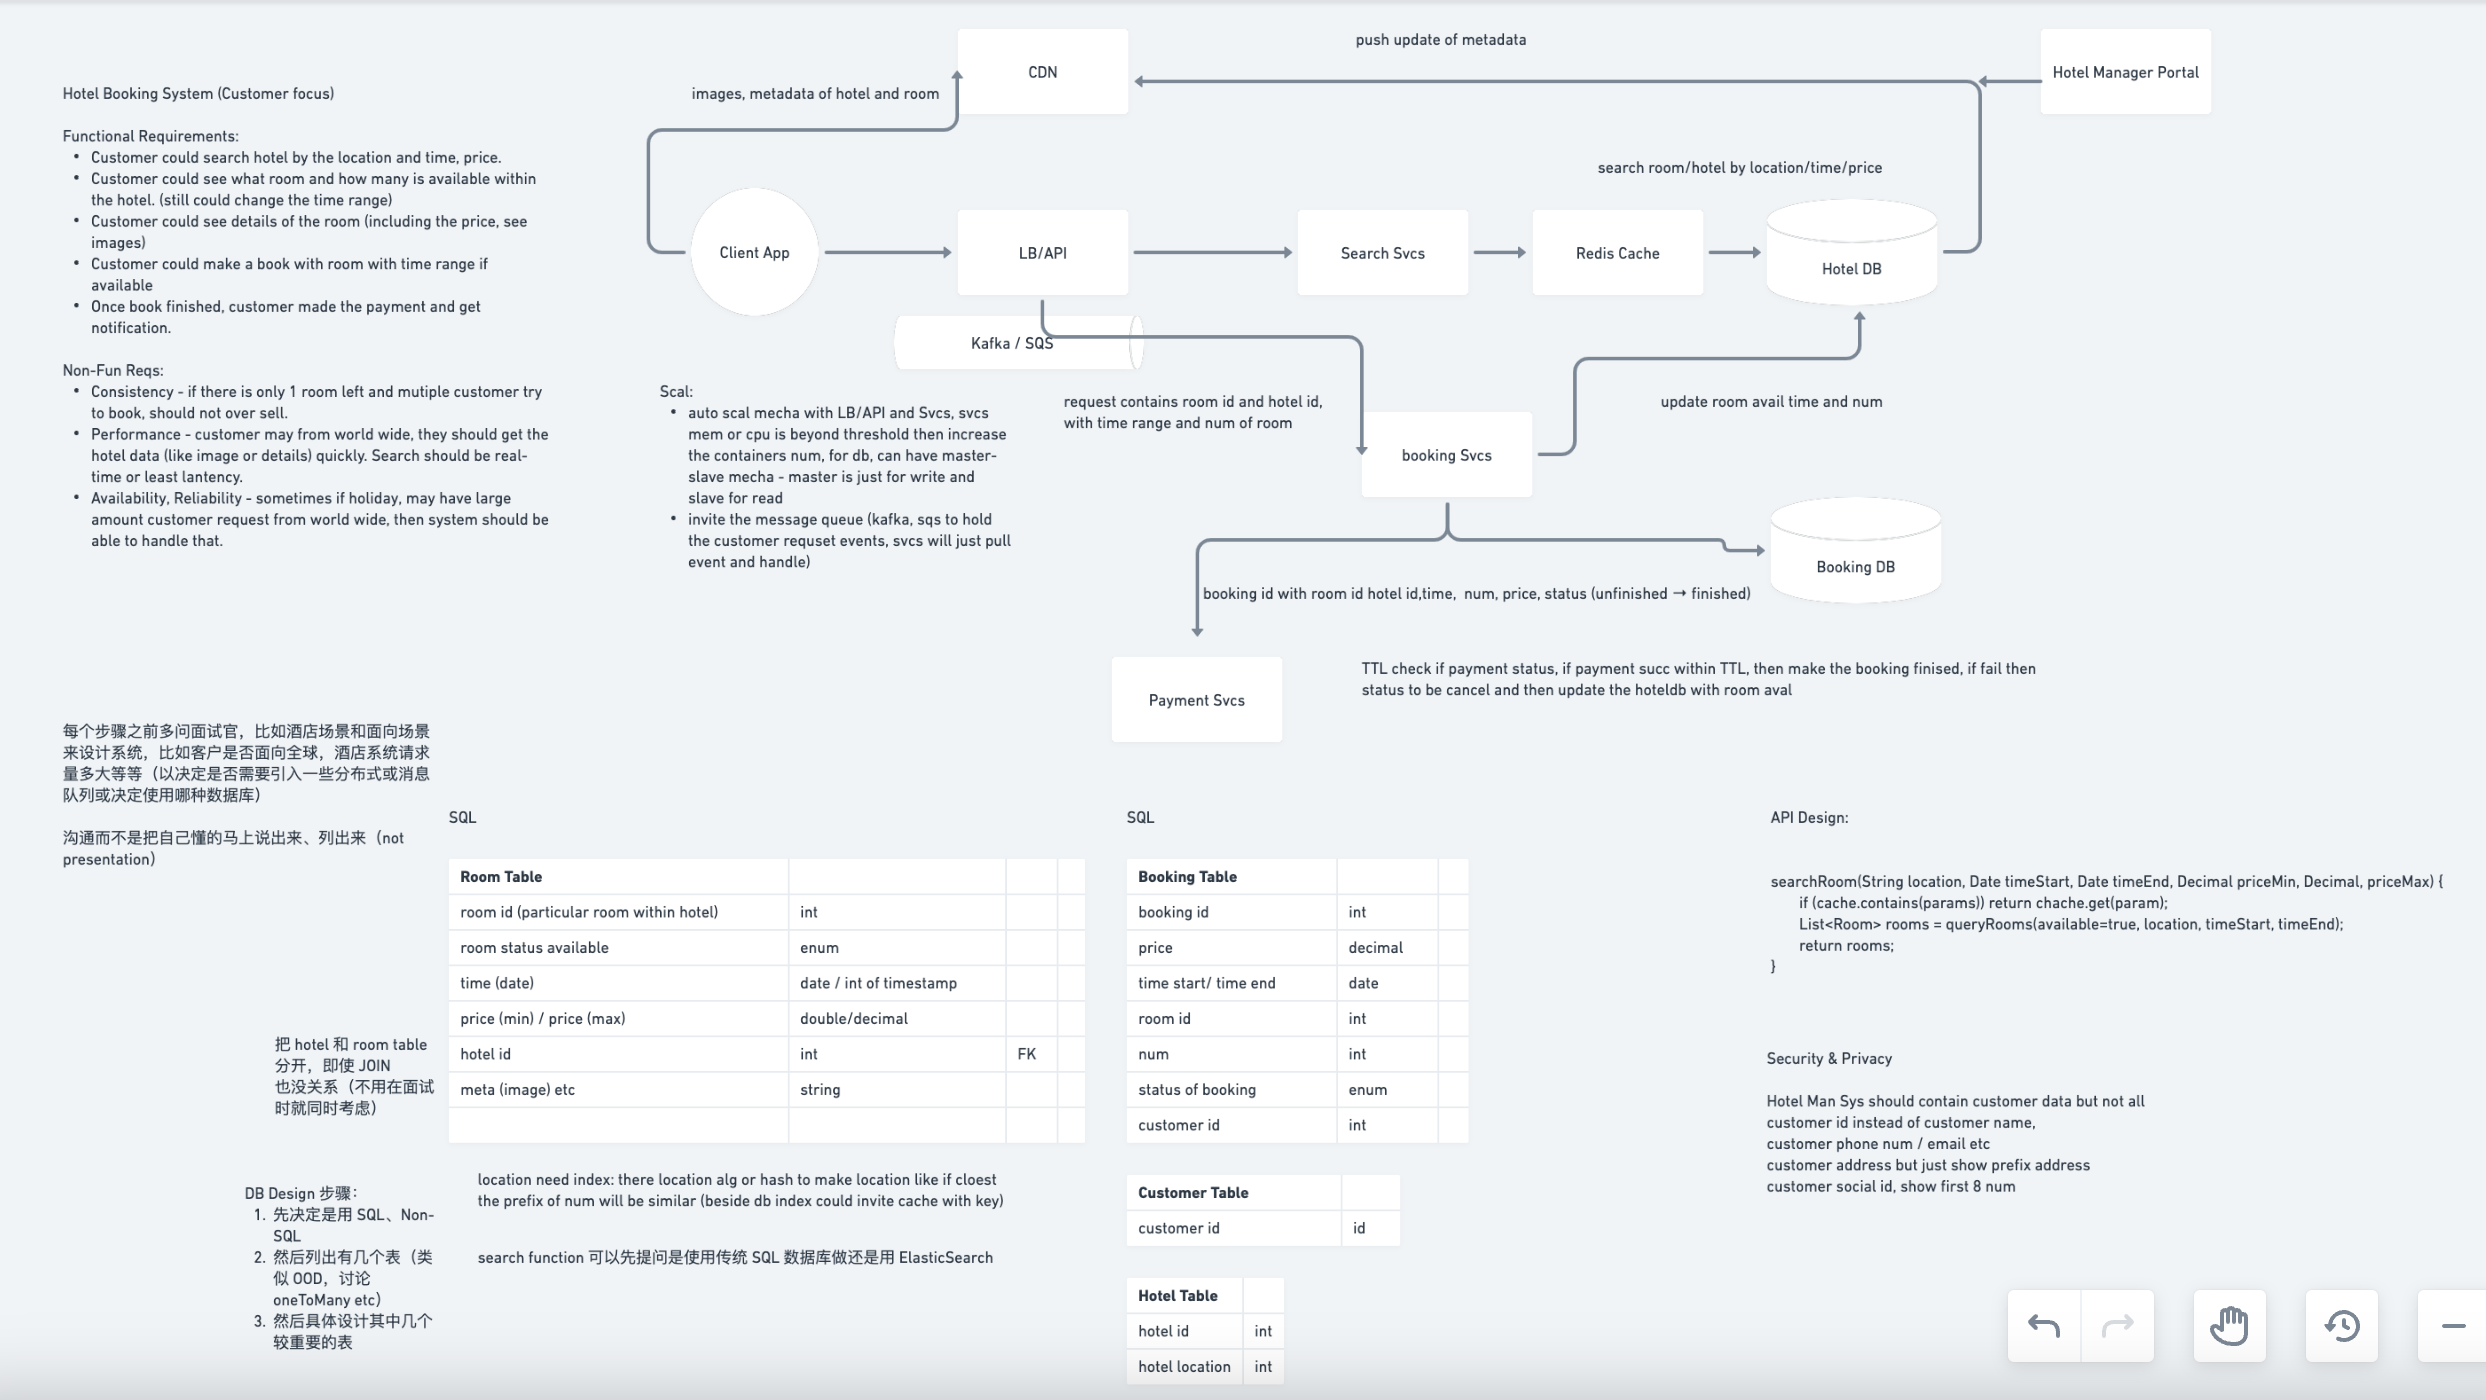 Hotel Booking System (Customer focus)
Functional Requirements:
• Customer could search hotel by the location and time, price.
• Customer could see what room and how many is available within
the hotel. (still could change the time range)
• Customer could see details of the room (including the price, see
images)
• Customer could make a book with room with time range if
available
• Once book finished, customer made the payment and get
notification.
Non-Fun Reqs:
• Consistency - if there is only 1 room left and mutiple customer try
to book, should not over sell.
• Performance - customer may from world wide, they should get the
hotel data (like image or details) quickly. Search should be real-
time or least lantency.
• Availability, Reliability - sometimes if holiday, may have large
amount customer request from world wide, then system should be
able to handle that.
images, metadata of hotel and room
CDN
push update of metadata
Hotel Manager Portal
search room/hotel by location/time/price
Client App
LB/API
Search Svcs
Redis Cache
Hotel DB
Kafka / SQS
Scal:
• auto scal mecha with LB/API and Svcs, svcs
mem or cpu is beyond threshold then increase
the containers num, for db, can have master-
slave mecha - master is just for write and
slave for read
• invite the message queue (kafka, sqs to hold
the customer requset events, svcs will just pull
event and handle)
request contains room id and hotel id,
with time range and num of room
booking Svcs
update room avail time and num
Booking DB
booking id with room id hotel id,time,  num, price, status (unfinished → finished)
Payment Svcs
TTL check if payment status, if payment succ within TTL, then make the booking finised, if fail then
status to be cancel and then update the hoteldb with room aval
每个步骤之前多问面试官，比如酒店场景和面向场景
来设计系统，比如客户是否面向全球，酒店系统请求
量多大等等（以决定是否需要引入一些分布式或消息
队列或决定使用哪种数据库）
沟通而不是把自己懂的马上说出来、列出来（not
presentation）
把 hotel 和 room table
分开，即使 JOIN
也没关系（不用在面试
时就同时考虑）
DB Design 步骤：
1. 先决定是用 SQL、Non-
SQL
2. 然后列出有几个表（类
似 OOD，讨论
oneToMany etc）
3. 然后具体设计其中几个
较重要的表
SQL
Room Table
room id (particular room within hotel) int
room status available enum
time (date) date / int of timestamp
price (min) / price (max) double/decimal
hotel id int FK
meta (image) etc string
location need index: there location alg or hash to make location like if cloest
the prefix of num will be similar (beside db index could invite cache with key)
search function 可以先提问是使用传统 SQL 数据库做还是用 ElasticSearch
SQL
Booking Table
booking id int
price decimal
time start/ time end date
room id int
num int
status of booking enum
customer id int
Customer Table
customer id id
Hotel Table
hotel id int
hotel location int
API Design:
searchRoom(String location, Date timeStart, Date timeEnd, Decimal priceMin, Decimal, priceMax) {
if (cache.contains(params)) return chache.get(param);
List<Room> rooms = queryRooms(available=true, location, timeStart, timeEnd);
return rooms;
}
Security & Privacy
Hotel Man Sys should contain customer data but not all
customer id instead of customer name,
customer phone num / email etc
customer address but just show prefix address
customer social id, show first 8 num